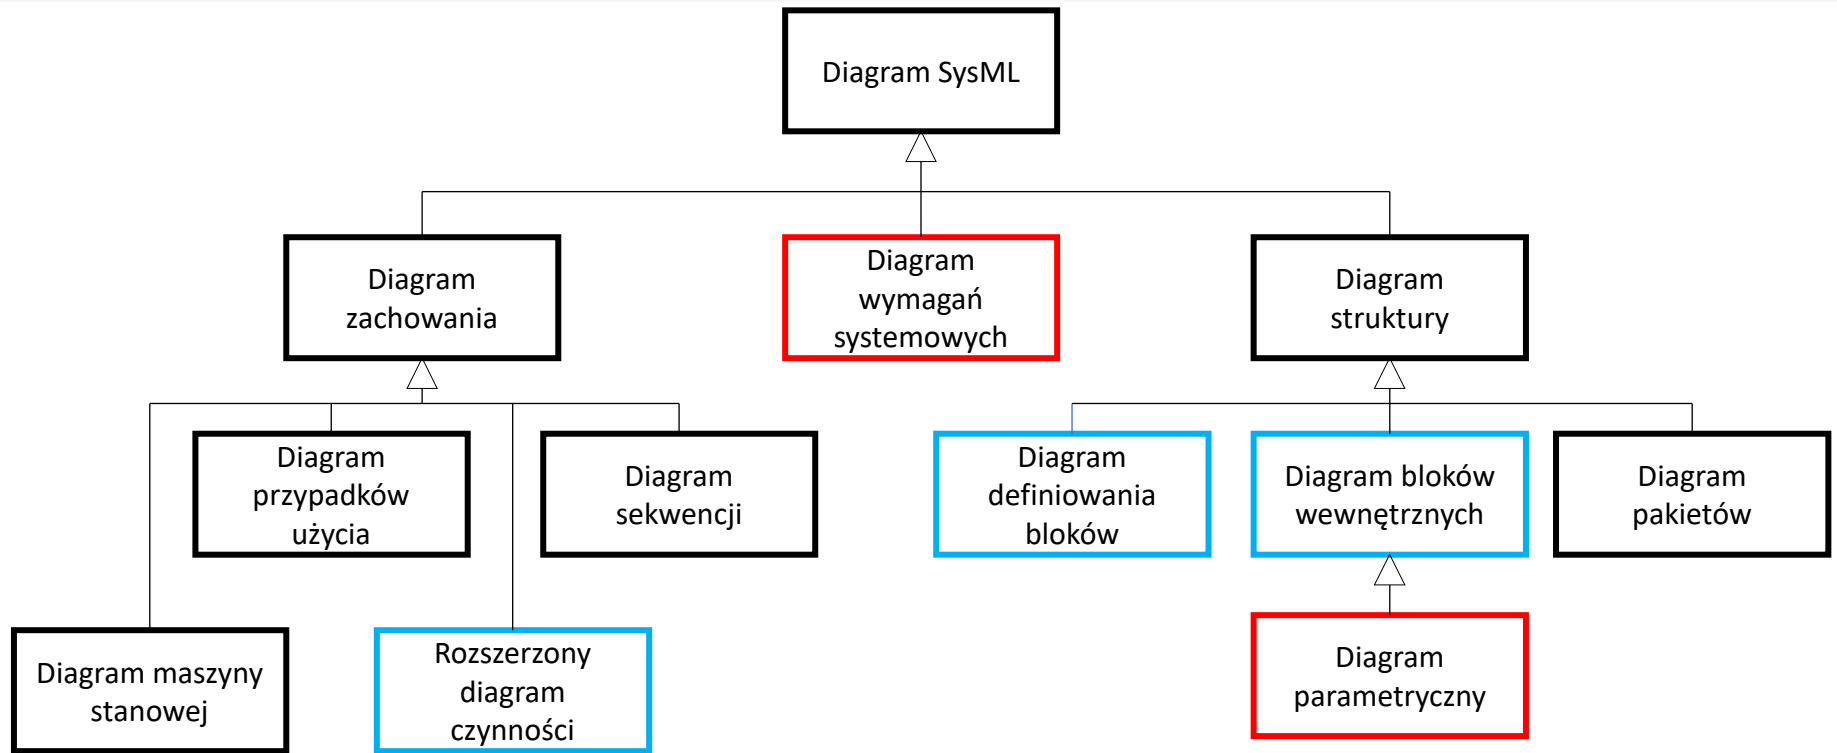 Diagram SysML
Diagram
zachowania
Diagram
wymagań
systemowych
Diagram
struktury
Diagram
przypadków
użycia
Diagram
sekwencji
Diagram
definiowania
bloków
Diagram bloków
wewnętrznych
Diagram
pakietów
Diagram maszyny
stanowej
Rozszerzony
diagram
czynności
Diagram
parametryczny